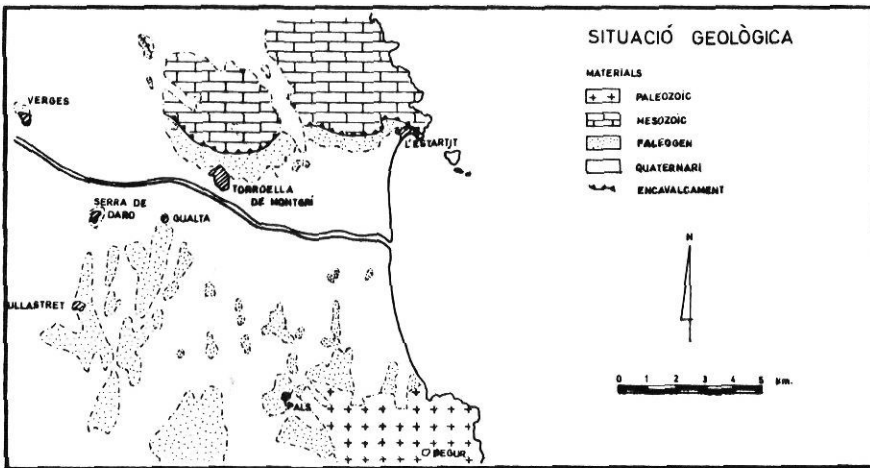 SITUACIÓ GEOLÒGICA
MATERIALS
PALEOZOIC
MESOZOIC
PALEOGEN
QUATERNARI
ENCAVALCAMENT
VERGES
L'ESTARTIT
TORROELLA
DE MONTGRÍ
SERRA DE
DARO
GUALTA
ULLASTRET
PALS
BEGUR
N
0 1 2 3 4 5 Km.